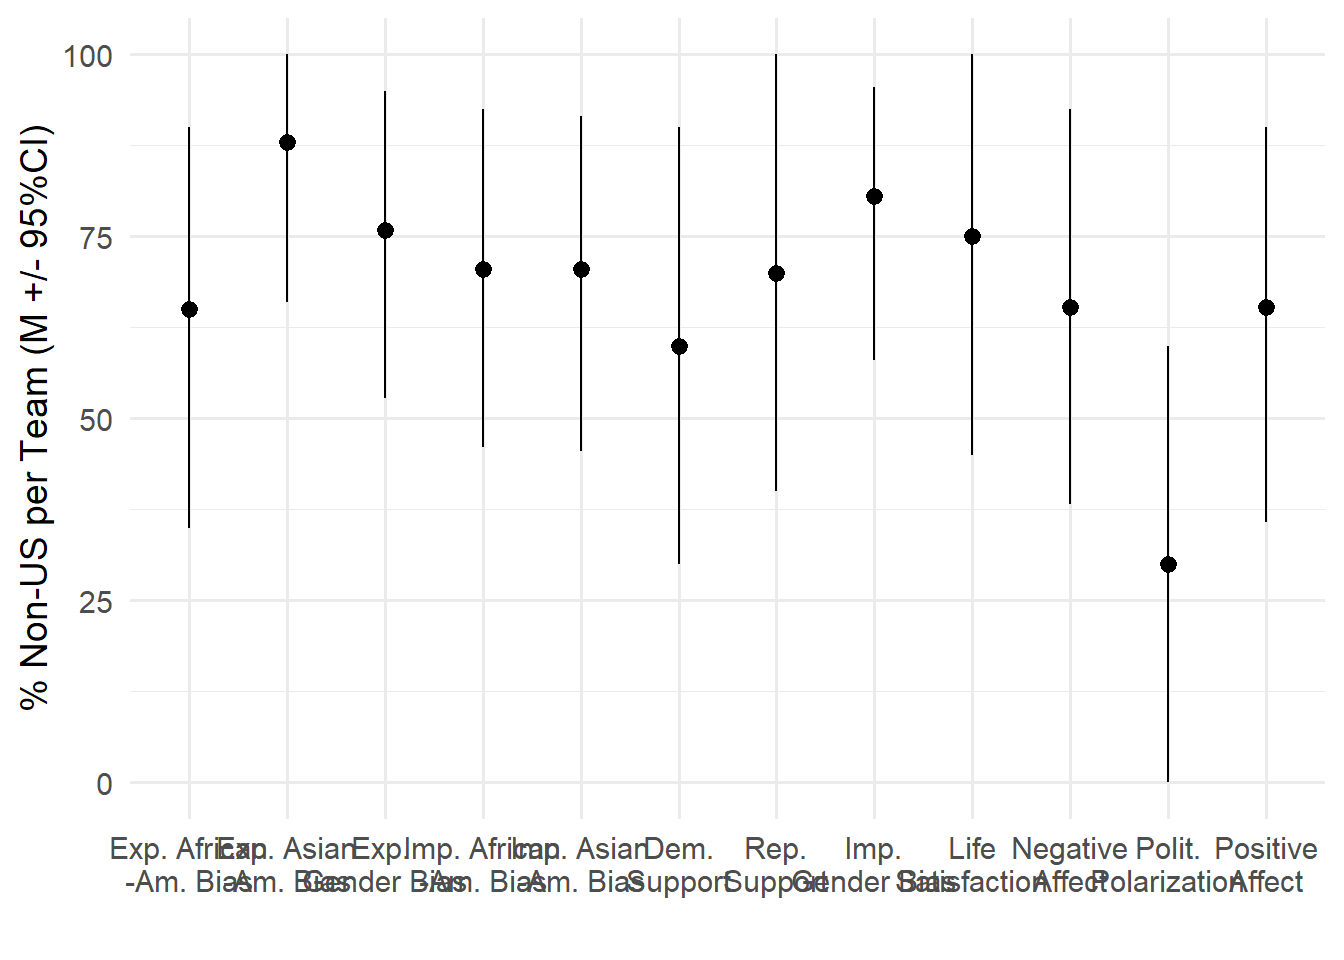 % Non-US per Team (M +/- 95%CI)
100
75
50
25
0
Exp. African
-Am. Bias
Exp. Asian
-Am. Bias
Exp.
Gender Bias
Imp. African
-Am. Bias
Imp. Asian
-Am. Bias
Dem.
Support
Rep.
Support
Imp.
Gender Bias
Life
Satisfaction
Negative
Affect
Polit.
Polarization
Positive
Affect